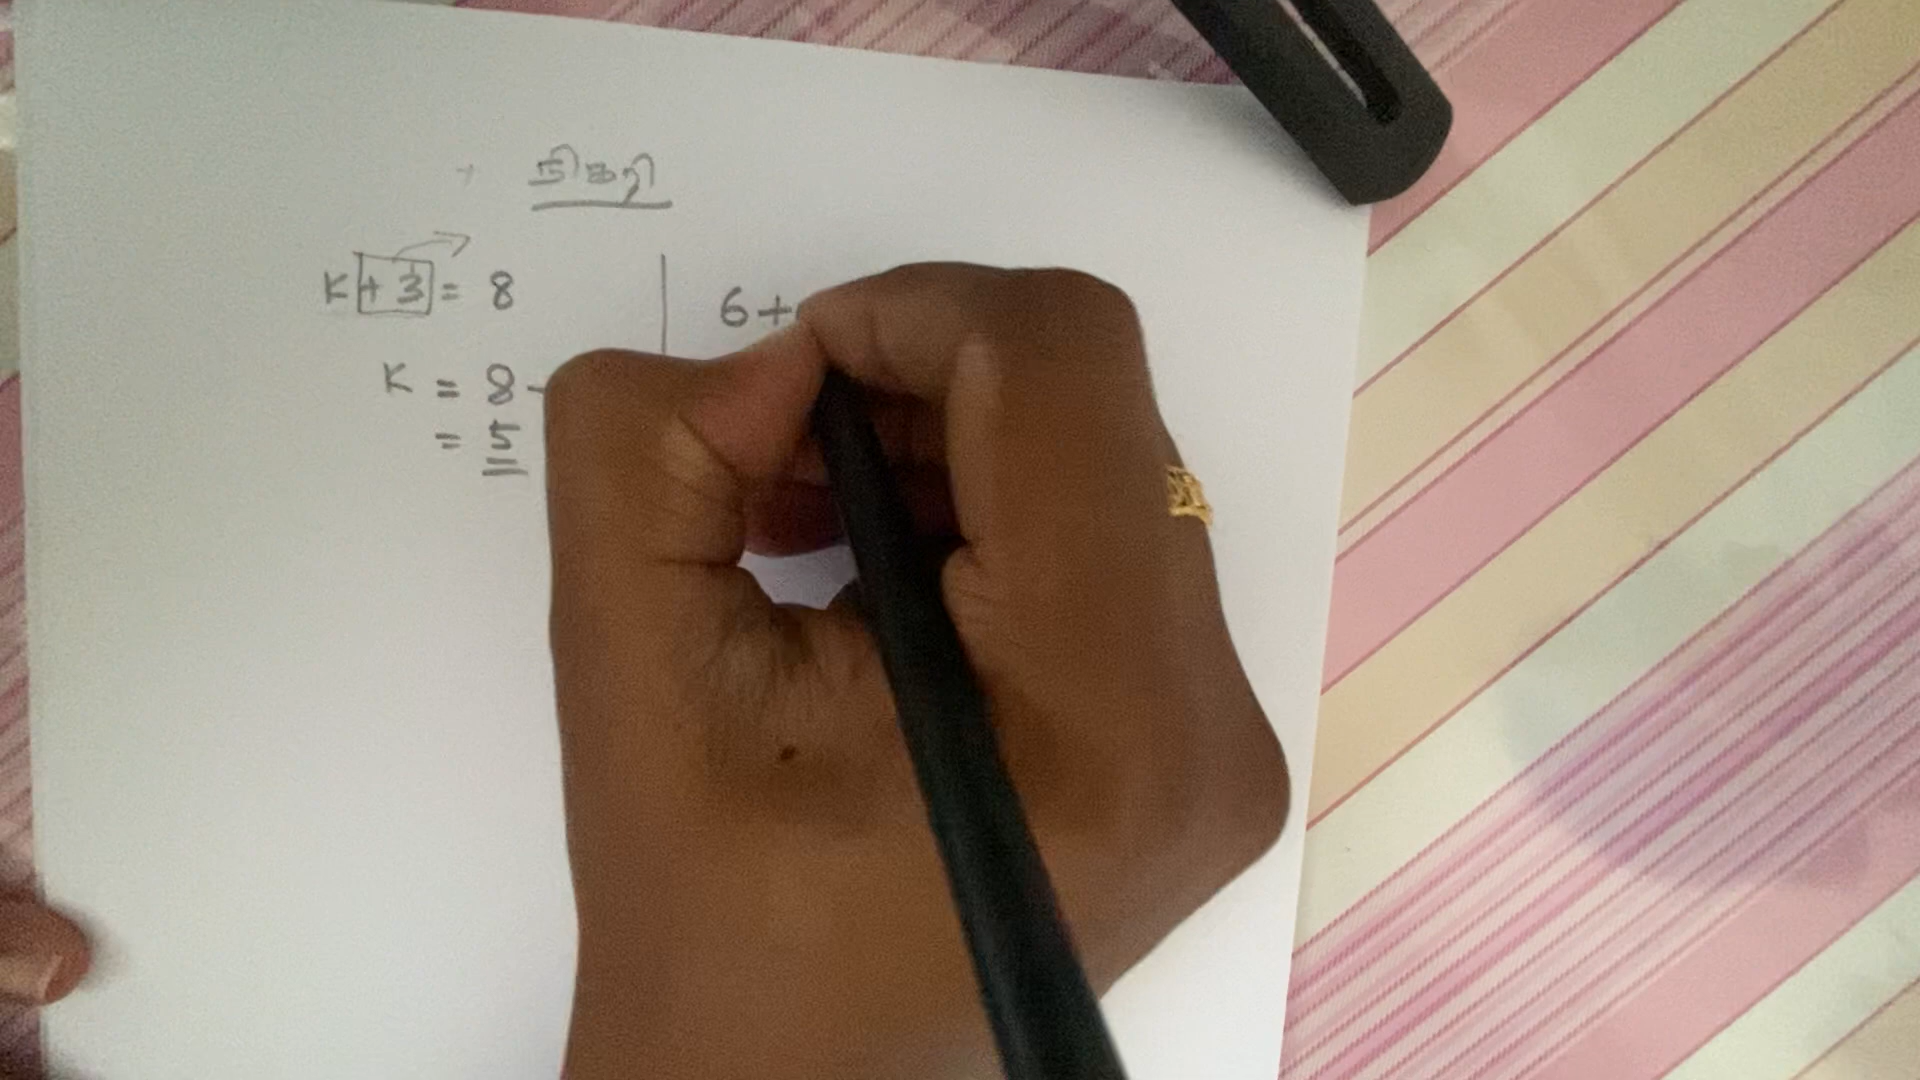 நிகரி
K + 3 = 8
K = 8 -
= 5
6 +